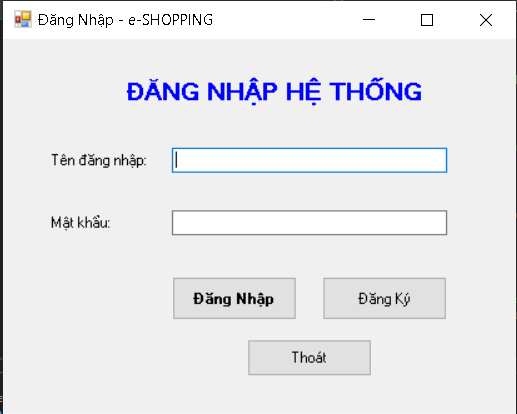 Đăng Nhập - e-SHOPPING
ĐĂNG NHẬP HỆ THỐNG
Tên đăng nhập:
Mật khẩu:
Đăng Nhập
Đăng Ký
Thoát